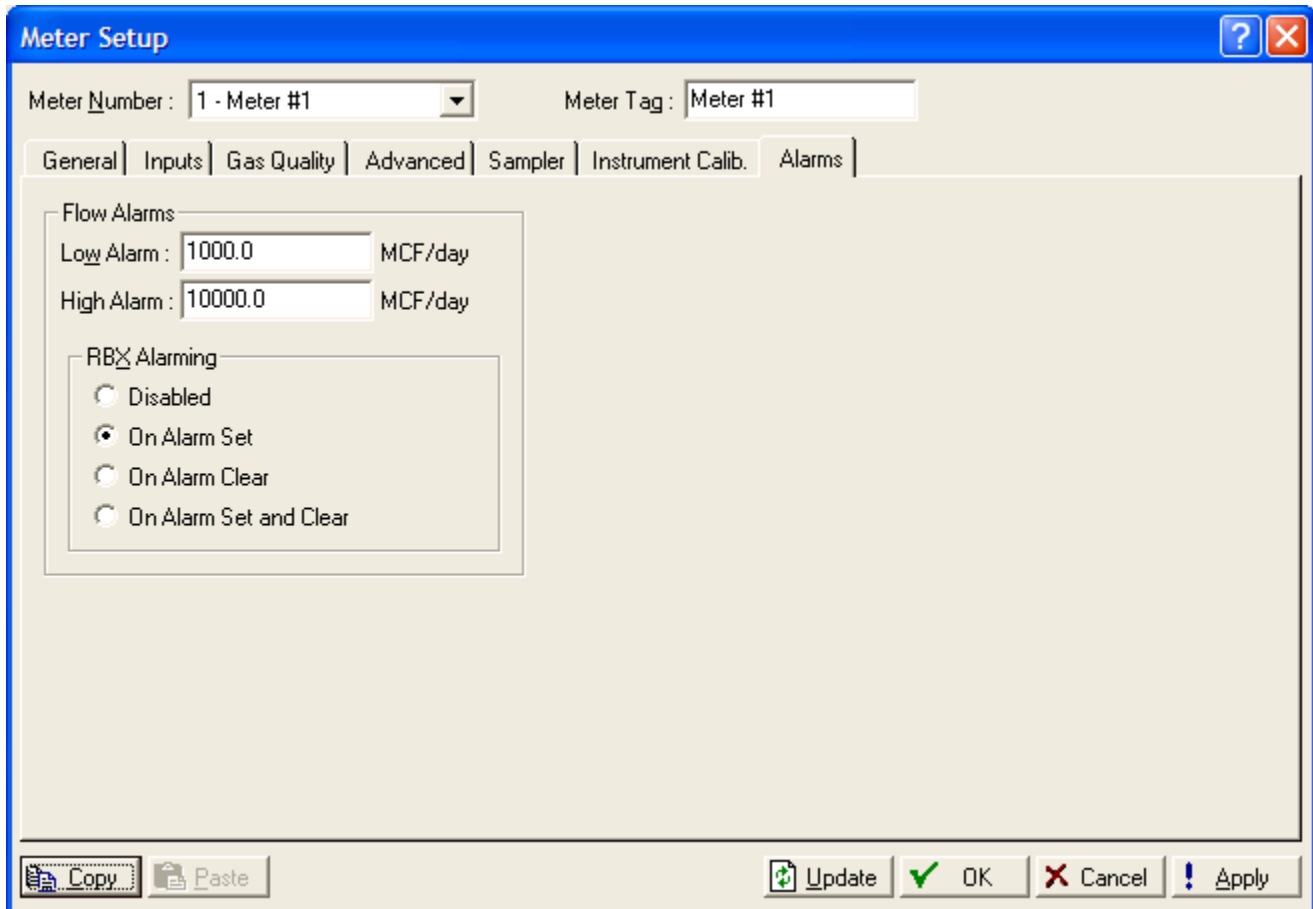 Meter Setup
Meter Number : 1 - Meter #1 Meter Tag : Meter #1
General Inputs Gas Quality Advanced Sampler Instrument Calib. Alarms
Flow Alarms
Low Alarm : 1000.0 MCF/day
High Alarm : 10000.0 MCF/day
RBX Alarming
Disabled
On Alarm Set
On Alarm Clear
On Alarm Set and Clear
Copy Paste Update OK Cancel ! Apply